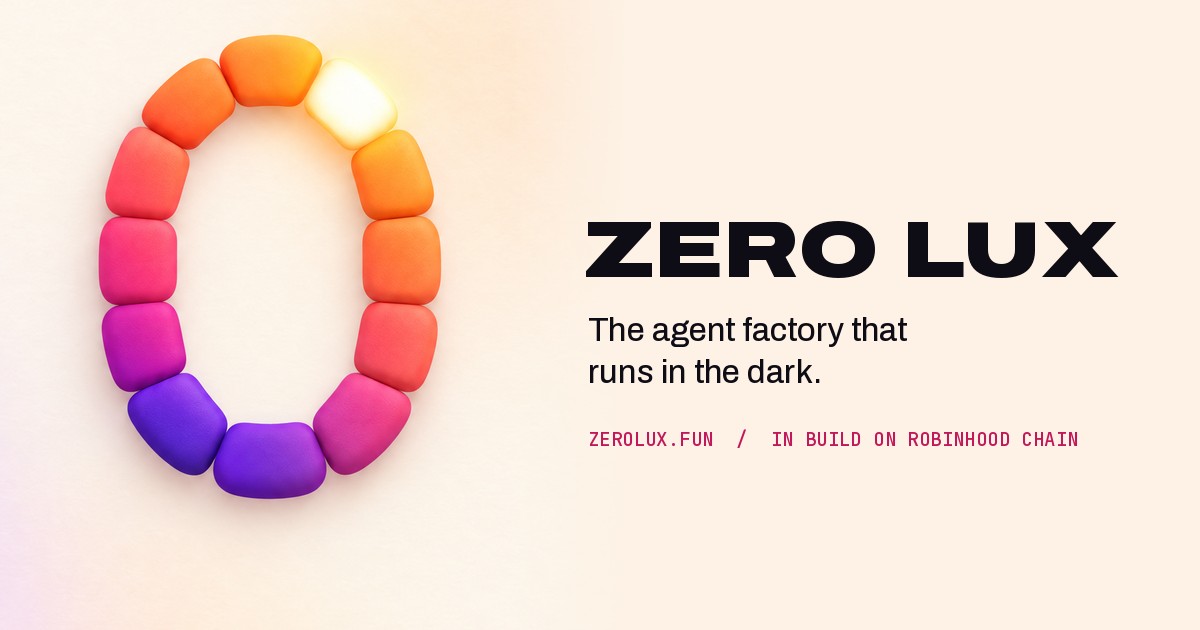 ZERO LUX
The agent factory that
runs in the dark.
ZEROLUX.FUN / IN BUILD ON ROBINHOOD CHAIN